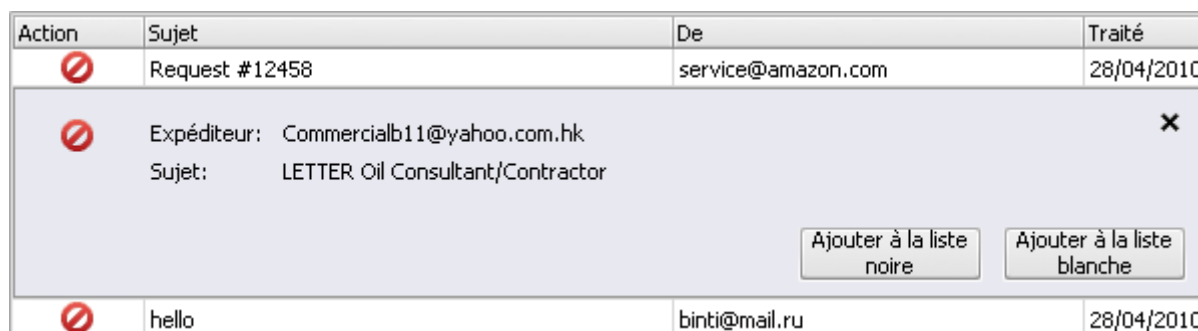 Action Sujet De Traité
Request #12458 service@amazon.com 28/04/2010
Expéditeur: Commercialb11@yahoo.com.hk
Sujet: LETTER Oil Consultant/Contractor
Ajouter à la liste noire
Ajouter à la liste blanche
hello binti@mail.ru 28/04/2010